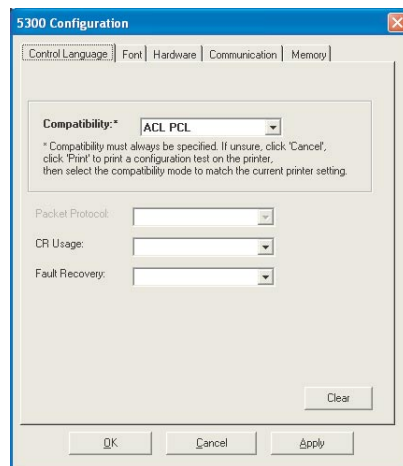 5300 Configuration
Control Language Font Hardware Communication Memory
Compatibility:* ACL PCL
* Compatibility must always be specified. If unsure, click 'Cancel',
click 'Print' to print a configuration test on the printer,
then select the compatibility mode to match the current printer setting.
Packet Protocol:
CR Usage:
Fault Recovery:
Clear
OK Cancel Apply